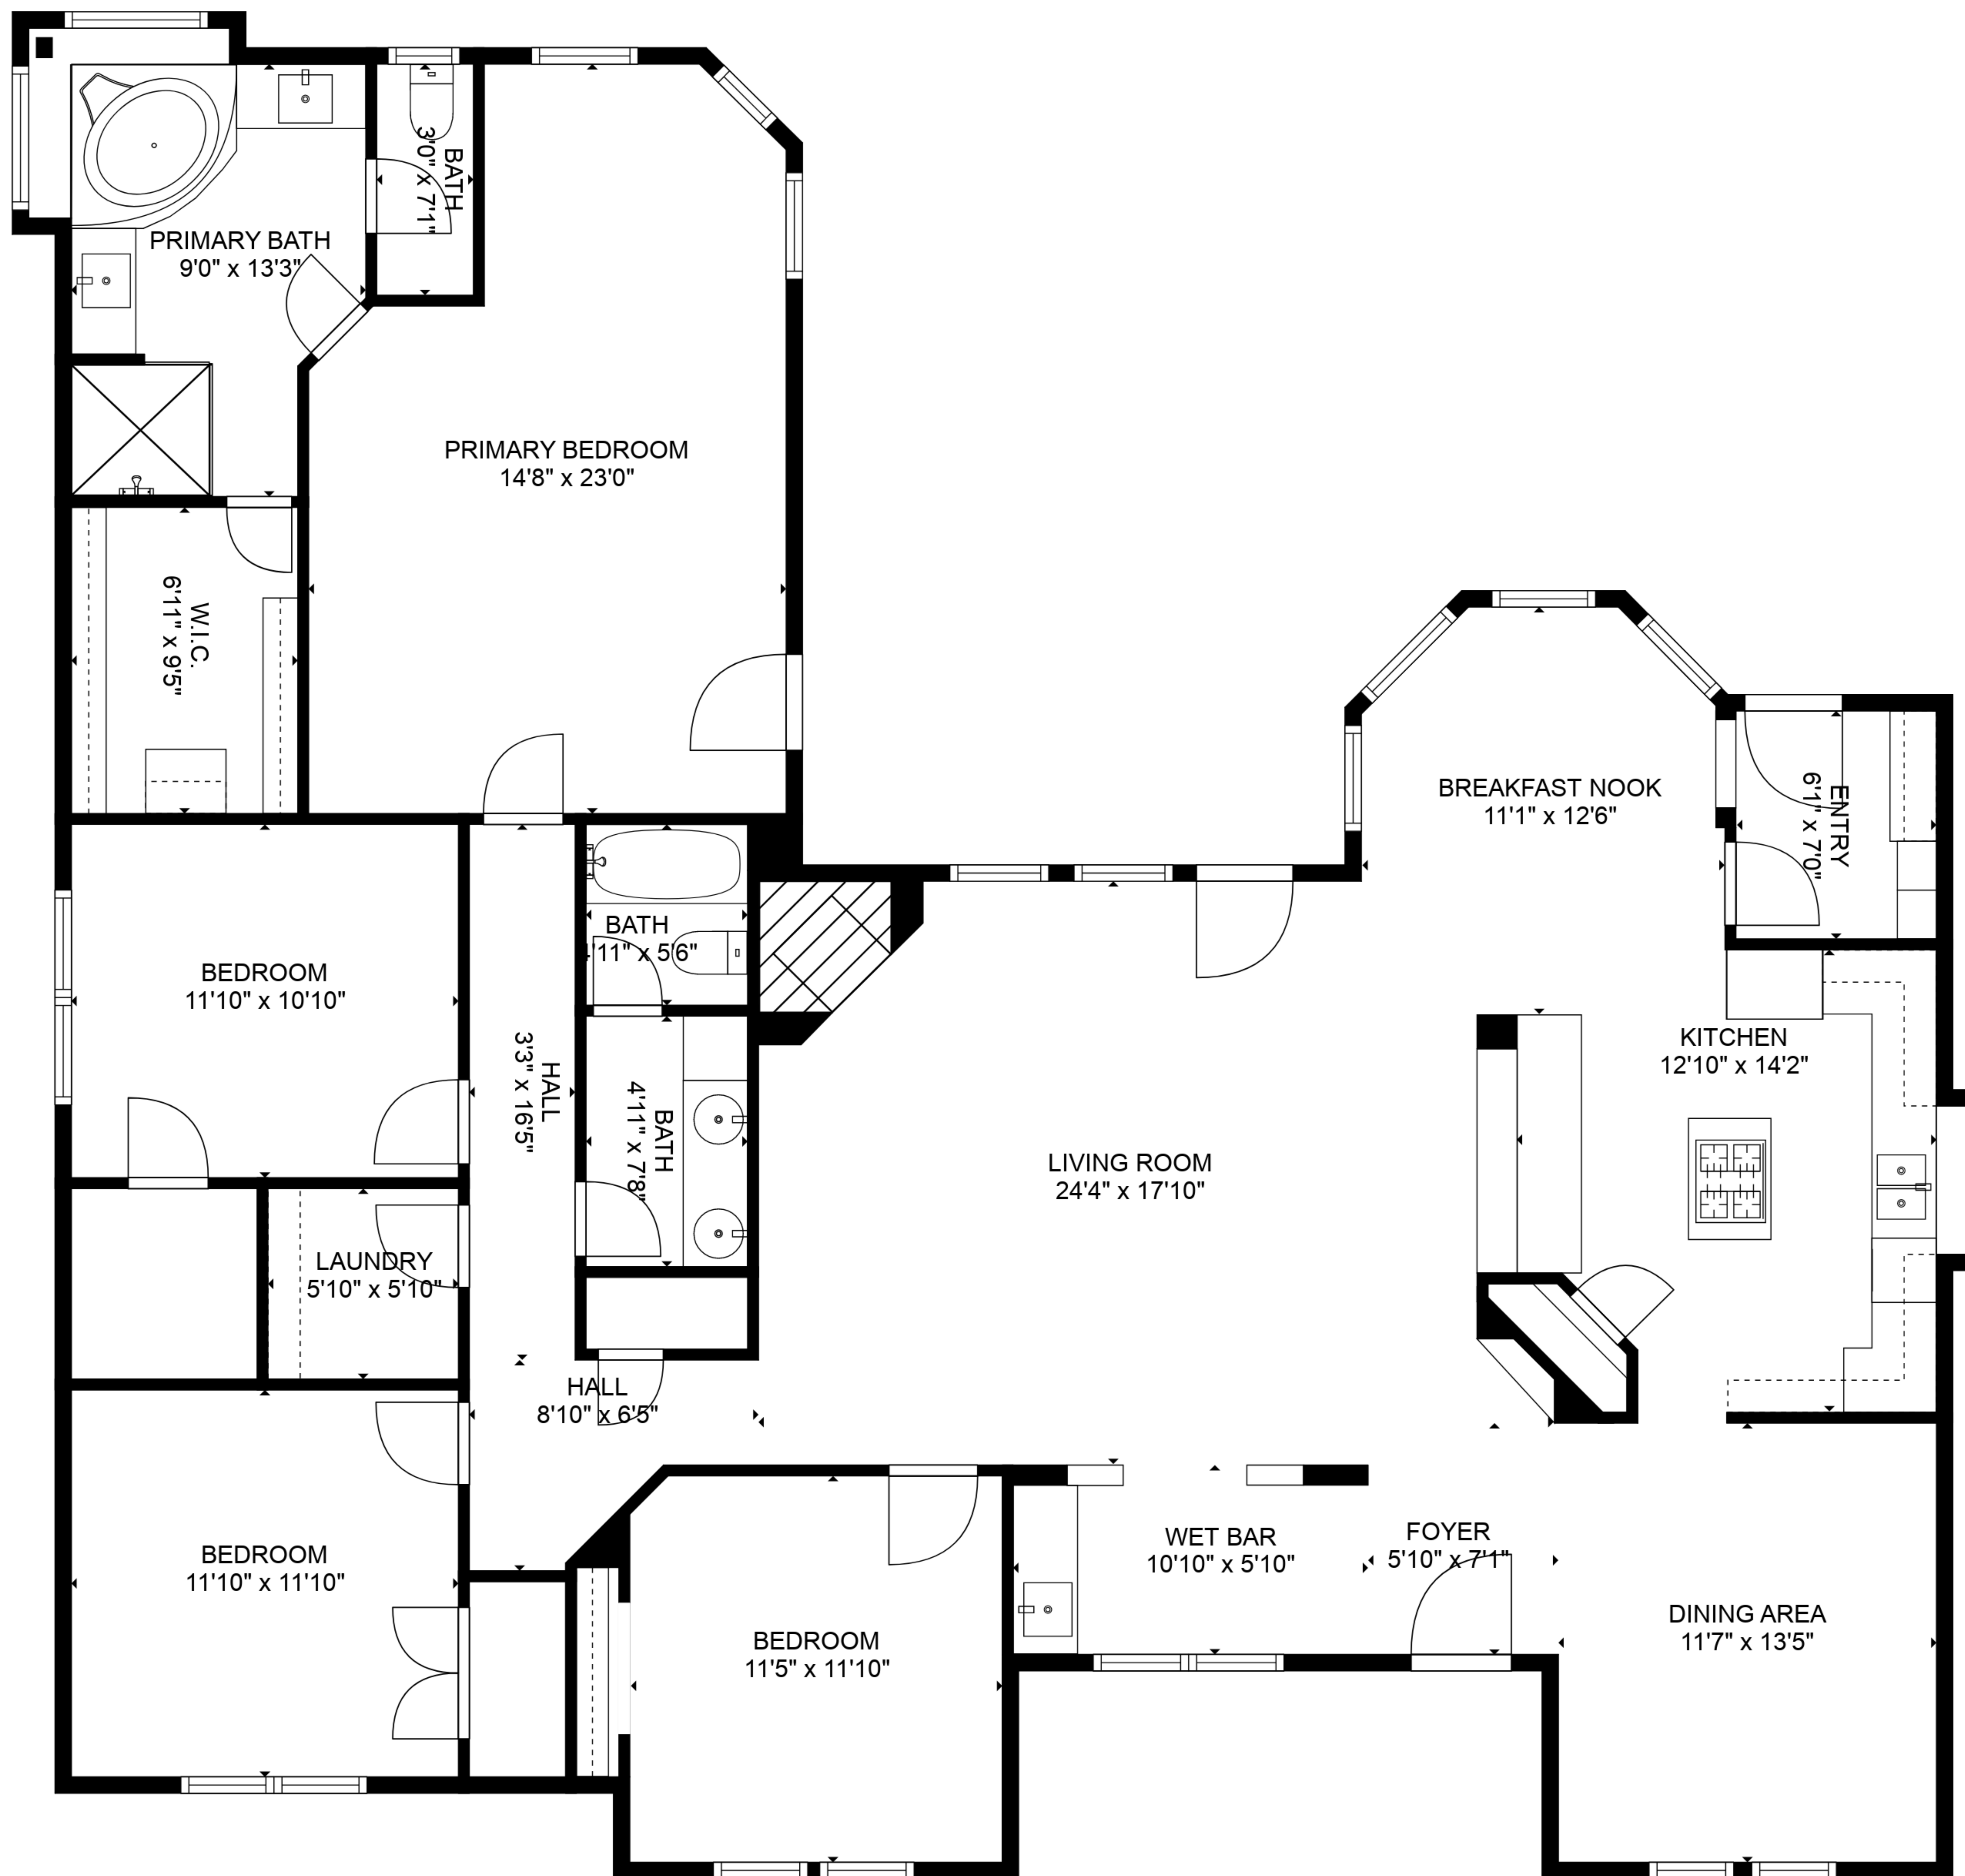 BATH
3'0" x 7'1"
PRIMARY BATH
9'0" x 13'3"
PRIMARY BEDROOM
14'8" x 23'0"
W.I.C.
6'11" x 9'5"
BREAKFAST NOOK
11'1" x 12'6"
ENTRY
6'1" x 7'0"
BATH
4'11" x 5'6"
BEDROOM
11'10" x 10'10"
KITCHEN
12'10" x 14'2"
HALL
3'3" x 16'5"
BATH
4'11" x 7'8"
LIVING ROOM
24'4" x 17'10"
LAUNDRY
5'10" x 5'10"
HALL
8'10" x 6'5"
WET BAR
10'10" x 5'10"
FOYER
5'10" x 7'1"
BEDROOM
11'10" x 11'10"
DINING AREA
11'7" x 13'5"
BEDROOM
11'5" x 11'10"